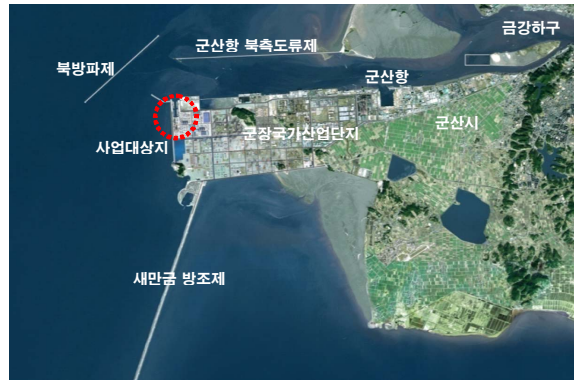 금강하구
군산항 북측도류제
북방파제
군산항
군장국가산업단지
군산시
사업대상지
새만금 방조제